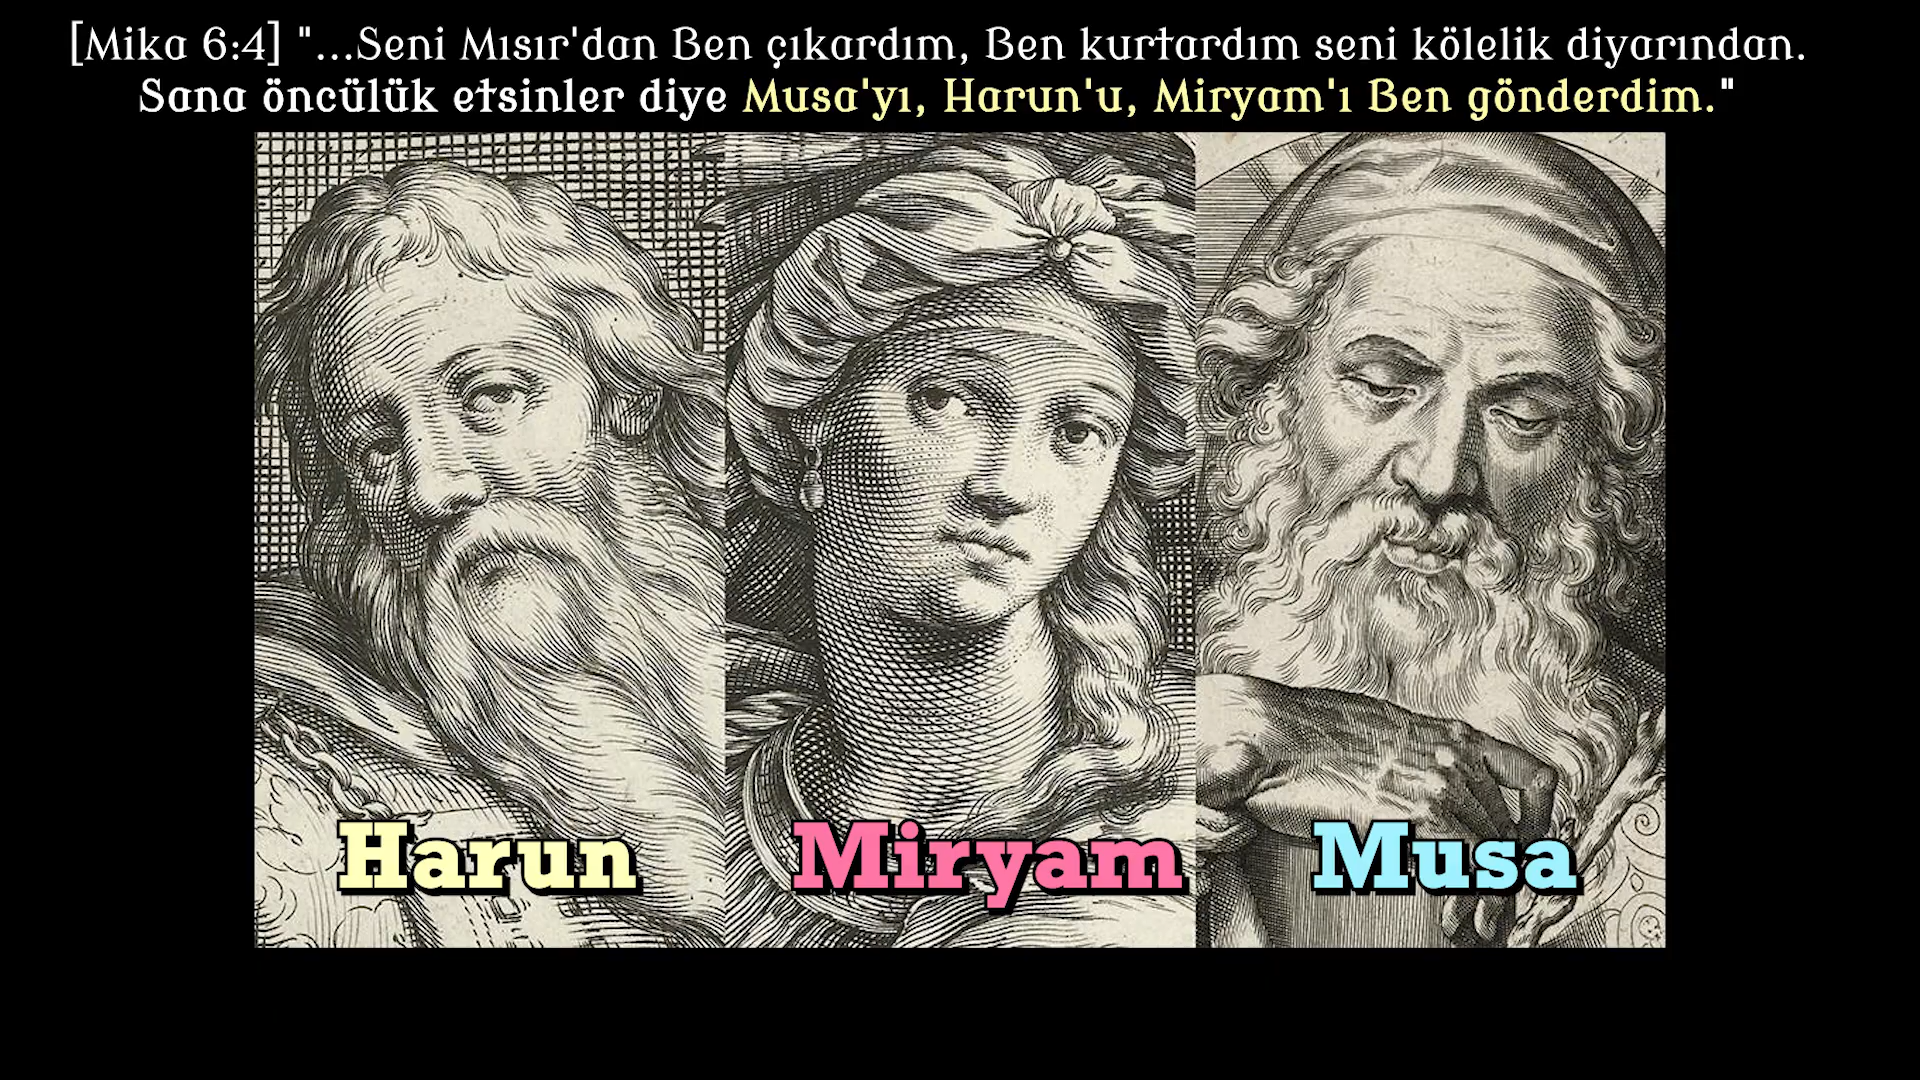 [Mika 6:4] "...Seni Mısır'dan Ben çıkardım, Ben kurtardım seni kölelik diyarından.
Sana öncülük etsinler diye Musa'yı, Harun'u, Miryam'ı Ben gönderdim."
Harun
Miryam
Musa